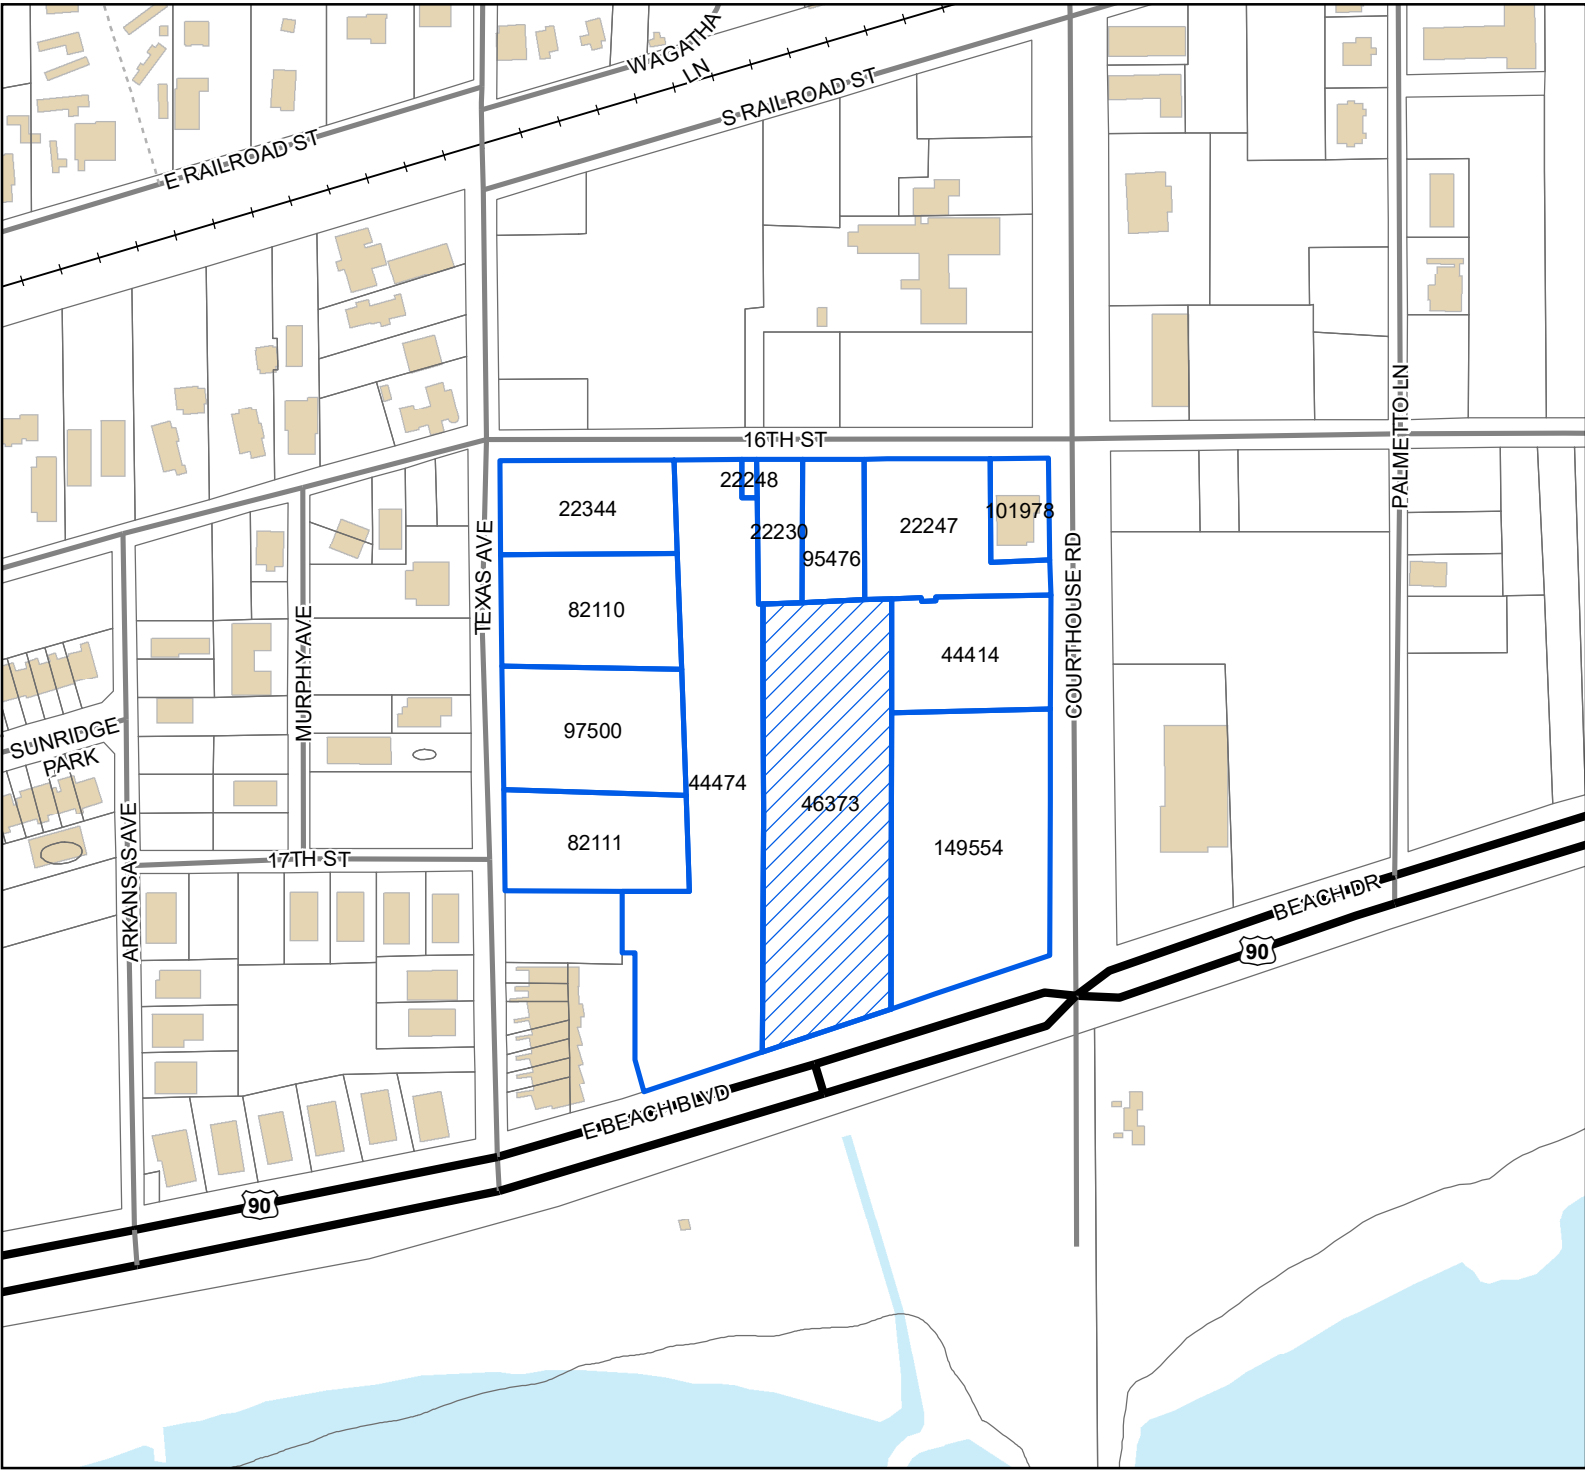 WAGATHA
LN
S RAILROAD ST
E RAILROAD ST
16TH ST
PALMETTO LN
22248
22344
101978
22230
22247
95476
TEXAS AVE
COURTHOUSE RD
82110
MURPHY AVE
44414
97500
SUNRIDGE
PARK
44474
46373
82111
149554
17TH ST
ARKANSAS AVE
BEACH DR
90
E BEACH BLVD
90